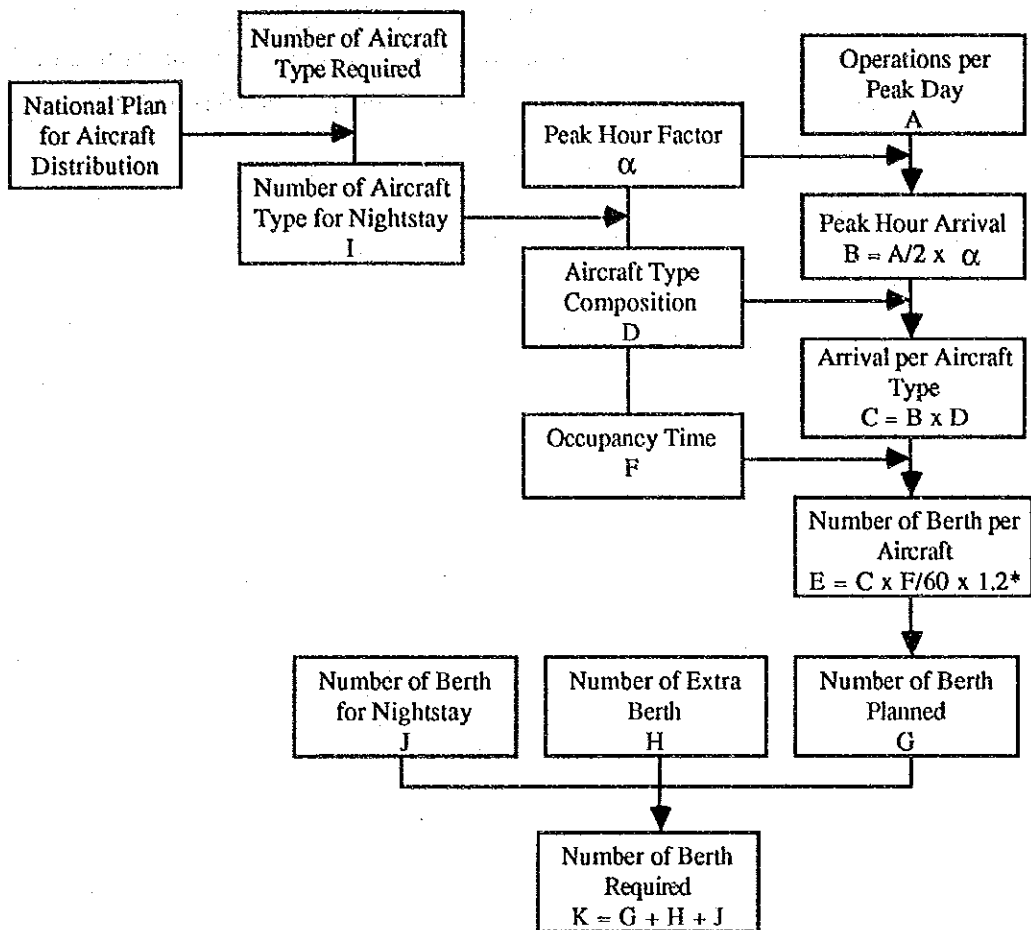 Number of Aircraft
Type Required
National Plan
for Aircraft
Distribution
Number of Aircraft
Type for Nightstay
I
Peak Hour Factor
α
Operations per
Peak Day
A
Peak Hour Arrival
B = A/2 x α
Aircraft Type
Composition
D
Arrival per Aircraft
Type
C = B x D
Occupancy Time
F
Number of Berth per
Aircraft
E = C x F/60 x 1.2*
Number of Berth
for Nightstay
J
Number of Extra
Berth
H
Number of Berth
Planned
G
Number of Berth
Required
K = G + H + J